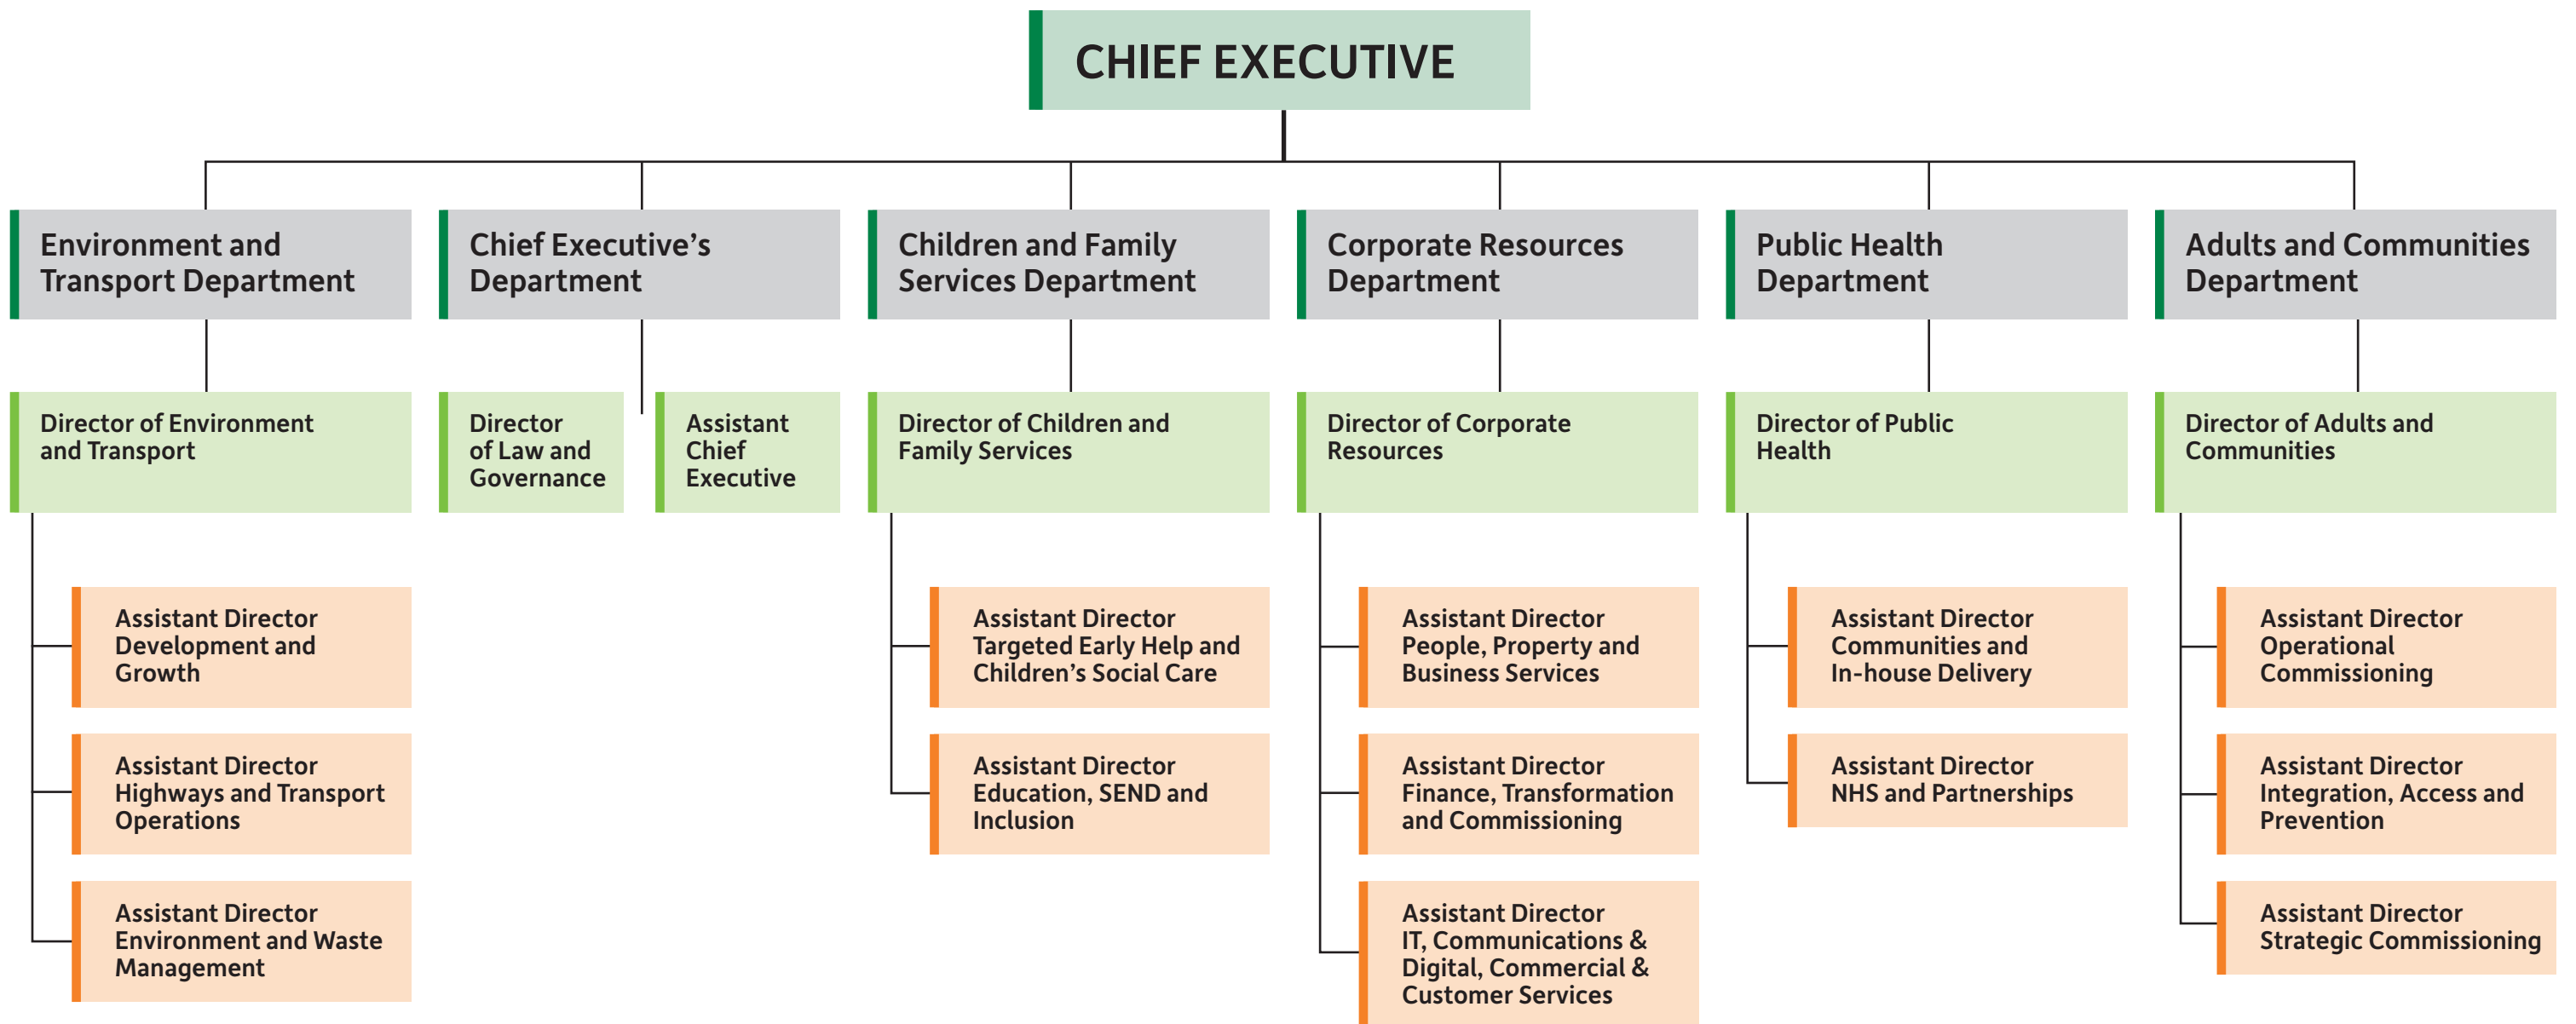 CHIEF EXECUTIVE
Environment and
Transport Department
Chief Executive’s
Department
Children and Family
Services Department
Corporate Resources
Department
Public Health
Department
Adults and Communities
Department
Director of Environment
and Transport
Director
of Law and
Governance
Assistant
Chief
Executive
Director of Children and
Family Services
Director of Corporate
Resources
Director of Public
Health
Director of Adults and
Communities
Assistant Director
Development and
Growth
Assistant Director
Highways and Transport
Operations
Assistant Director
Environment and Waste
Management
Assistant Director
Targeted Early Help and
Children’s Social Care
Assistant Director
Education, SEND and
Inclusion
Assistant Director
People, Property and
Business Services
Assistant Director
Finance, Transformation
and Commissioning
Assistant Director
IT, Communications &
Digital, Commercial &
Customer Services
Assistant Director
Communities and
In-house Delivery
Assistant Director
NHS and Partnerships
Assistant Director
Operational
Commissioning
Assistant Director
Integration, Access and
Prevention
Assistant Director
Strategic Commissioning